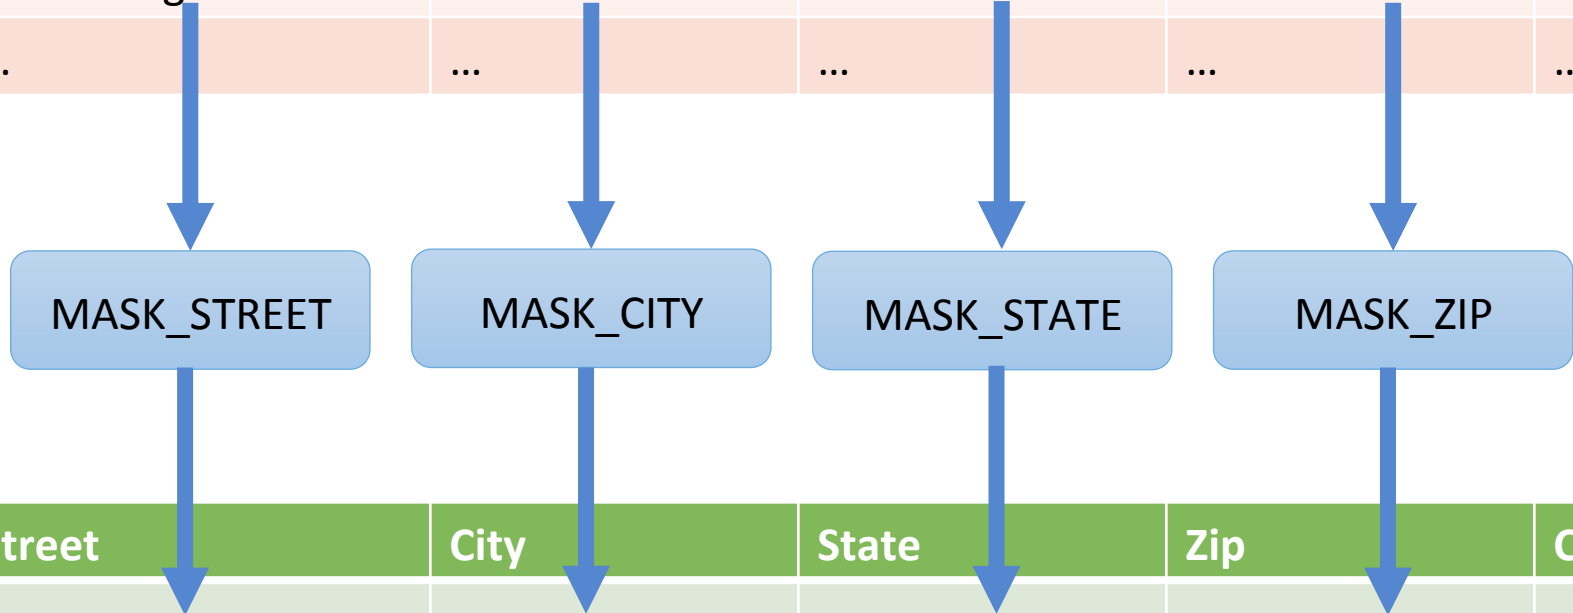 ... ... ... ...
MASK_STREET MASK_CITY MASK_STATE MASK_ZIP
treet City State Zip